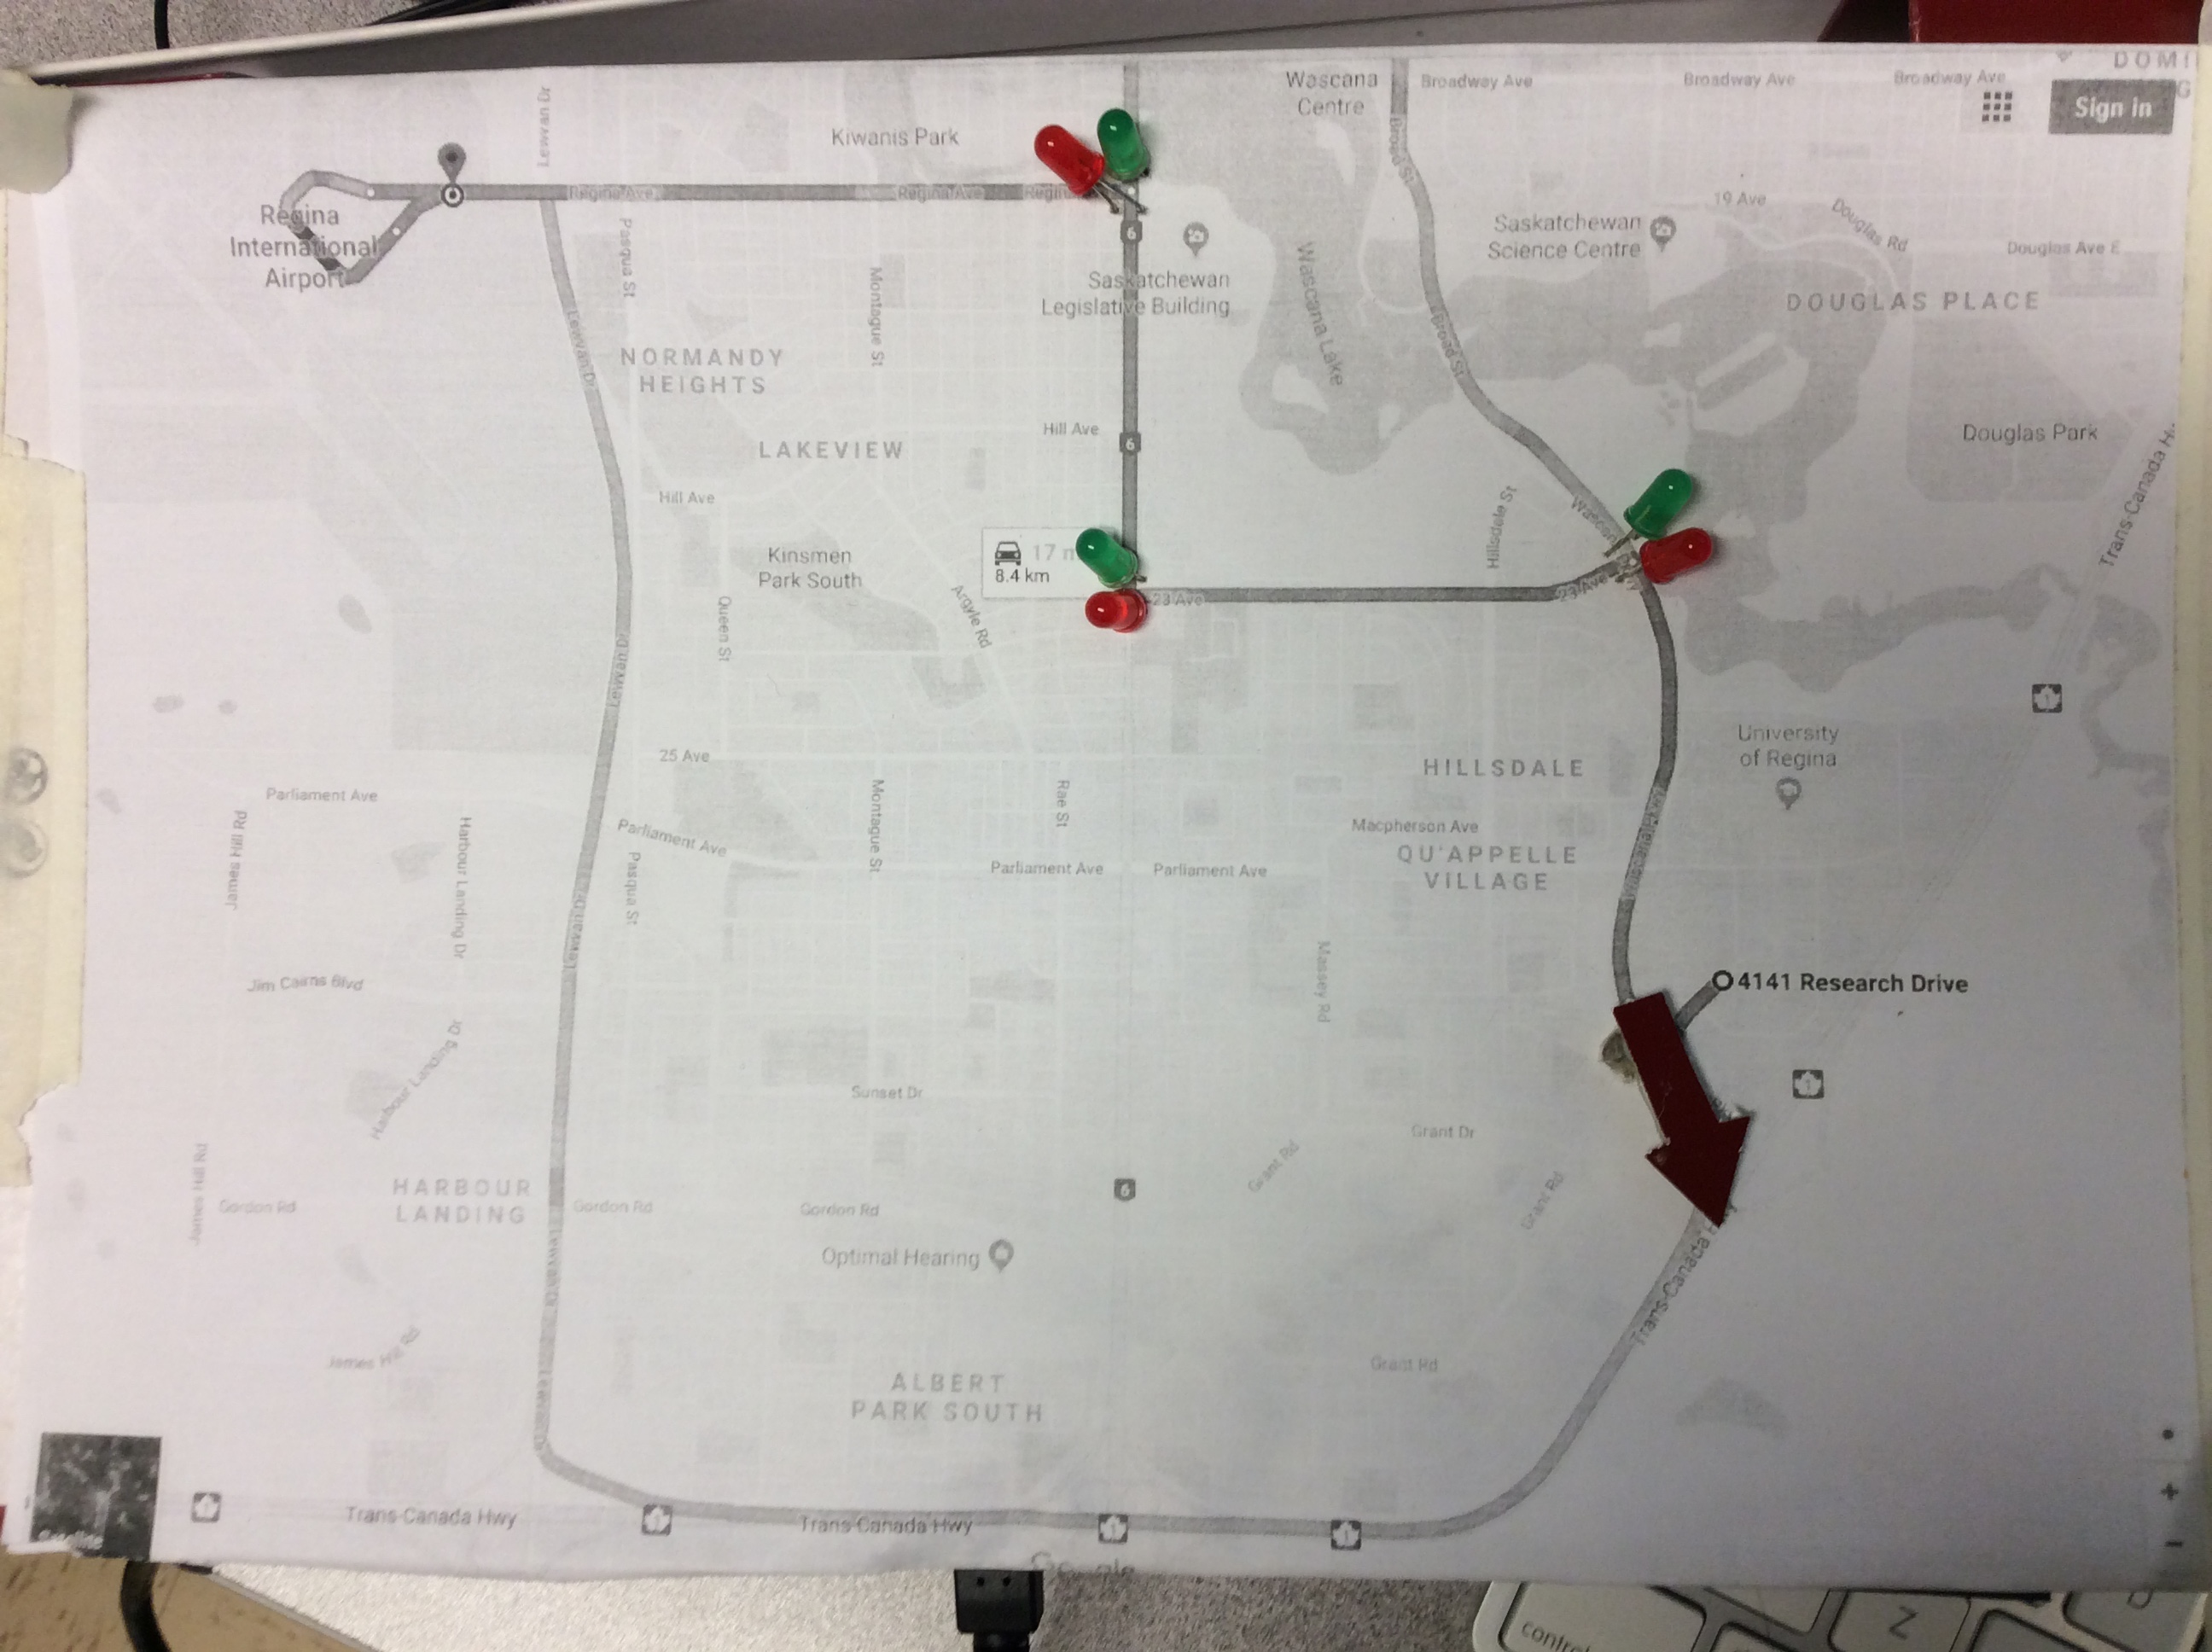 DOM
Wascana
Centre
Broadway Ave
Broadway Ave
Broadway Ave
Sign in
Lewvan Dr
Kiwanis Park
Broad St
Regina Ave
Regina Ave
Regin
19 Ave
Douglas Rd
Douglas Ave E
Regina
International
Airport
Saskatchewan
Science Centre
Pasqua St
6
Saskatchewan
Legislative Building
Wascana Lake
DOUGLAS PLACE
Montague St
Lewvan Dr
Broad St
NORMANDY
HEIGHTS
Hill Ave
6
LAKEVIEW
Douglas Park
Hill Ave
Hillsdale St
Trans-Canada H
Kinsmen
Park South
17 m
8.4 km
23 Ave
23 Ave
Queen St
Argyle Rd
Lewvan Dr
1
University
of Regina
25 Ave
HILLSDALE
Parliament Ave
James Hill Rd
Harbour Landing Dr
Parliament Ave
Montague St
Rae St
Macpherson Ave
QU'APPELLE
VILLAGE
Pasqua St
Parliament Ave
Parliament Ave
Wascana Pkwy
Lewvan Dr
Massey Rd
Jim Cairns Blvd
4141 Research Drive
Harbour Landing Dr
1
Sunset Dr
Grant Dr
James Hill Rd
HARBOUR
LANDING
Gordon Rd
Gordon Rd
Gordon Rd
6
Grant Rd
Grant Rd
Optimal Hearing
Lewvan Dr
Trans-Canada Hwy
James Hill Rd
Grant Rd
ALBERT
PARK SOUTH
Lewvan
Trans-Canada Hwy
1
Trans-Canada Hwy
1
1
Google
control
Z